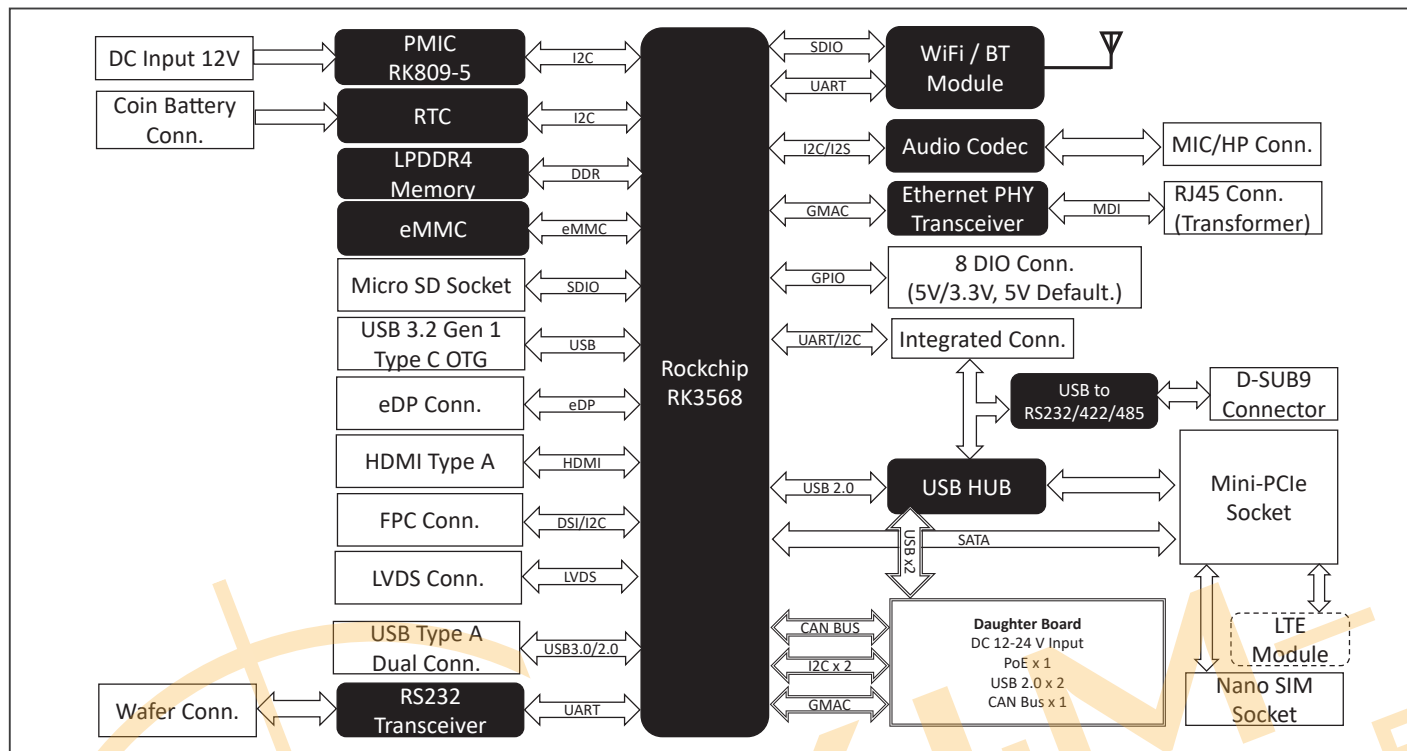 DC Input 12V
PMIC
RK809-5
I2C
Coin Battery
Conn.
RTC
I2C
LPDDR4
Memory
DDR
eMMC
eMMC
Micro SD Socket
SDIO
USB 3.2 Gen 1
Type C OTG
USB
eDP Conn.
eDP
HDMI Type A
HDMI
FPC Conn.
DSI/I2C
LVDS Conn.
LVDS
USB Type A
Dual Conn.
USB3.0/2.0
Wafer Conn.
RS232
Transceiver
UART
Rockchip
RK3568
SDIO
UART
WiFi / BT
Module
I2C/I2S
Audio Codec
MIC/HP Conn.
GMAC
Ethernet PHY
Transceiver
MDI
RJ45 Conn.
(Transformer)
GPIO
8 DIO Conn.
(5V/3.3V, 5V Default.)
UART/I2C
Integrated Conn.
USB to
RS232/422/485
D-SUB9
Connector
USB 2.0
USB HUB
Mini-PCIe
Socket
SATA
USB x2
CAN BUS
I2C x 2
GMAC
Daughter Board
DC 12-24 V Input
PoE x 1
USB 2.0 x 2
CAN Bus x 1
LTE
Module
Nano SIM
Socket